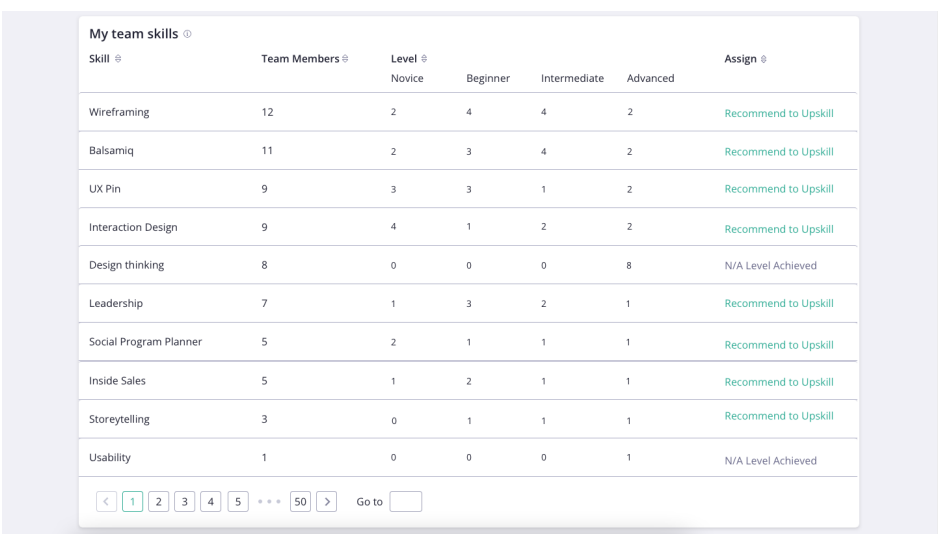 My team skills
Skill Team Members Level Assign
Novice Beginner Intermediate Advanced
Wireframing 12 2 4 4 2 Recommend to Upskill
Balsamiq 11 2 3 4 2 Recommend to Upskill
UX Pin 9 3 3 1 2 Recommend to Upskill
Interaction Design 9 4 1 2 2 Recommend to Upskill
Design thinking 8 0 0 0 8 N/A Level Achieved
Leadership 7 1 3 2 1 Recommend to Upskill
Social Program Planner 5 2 1 1 1 Recommend to Upskill
Inside Sales 5 1 2 1 1 Recommend to Upskill
Storeytelling 3 0 1 1 1 Recommend to Upskill
Usability 1 0 0 0 1 N/A Level Achieved
< 1 2 3 4 5 • • • 50 > Go to